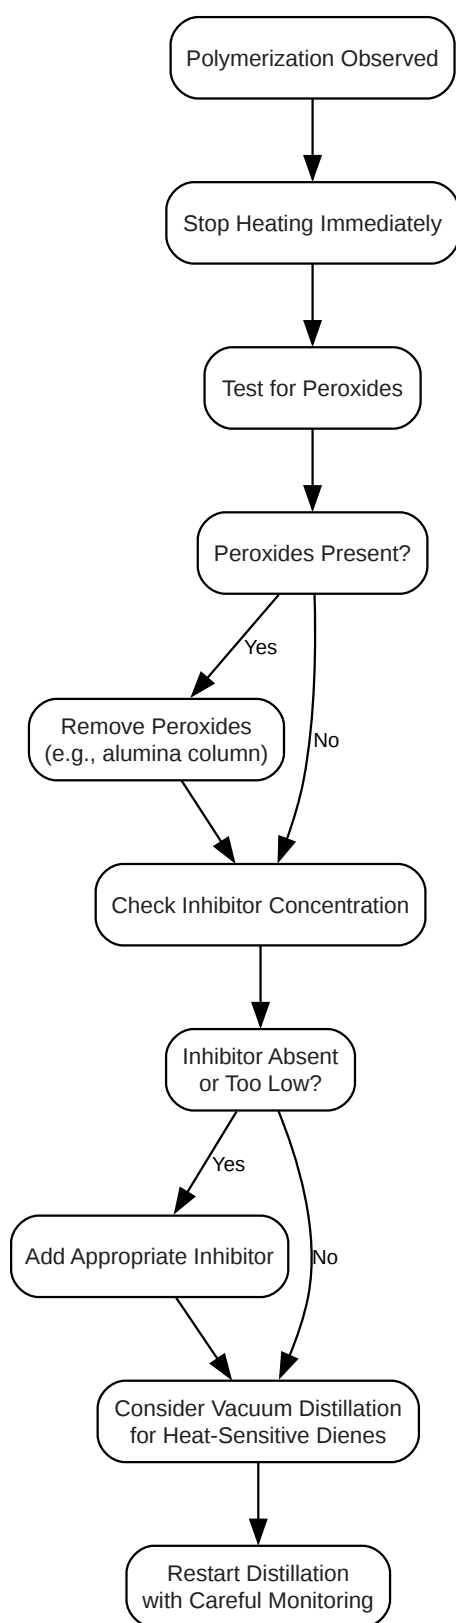 Polymerization Observed
Stop Heating Immediately
Test for Peroxides
Peroxides Present?
Yes
Remove Peroxides
(e.g., alumina column)
No
Check Inhibitor Concentration
Inhibitor Absent
or Too Low?
Yes
Add Appropriate Inhibitor
No
Consider Vacuum Distillation
for Heat-Sensitive Dienes
Restart Distillation
with Careful Monitoring